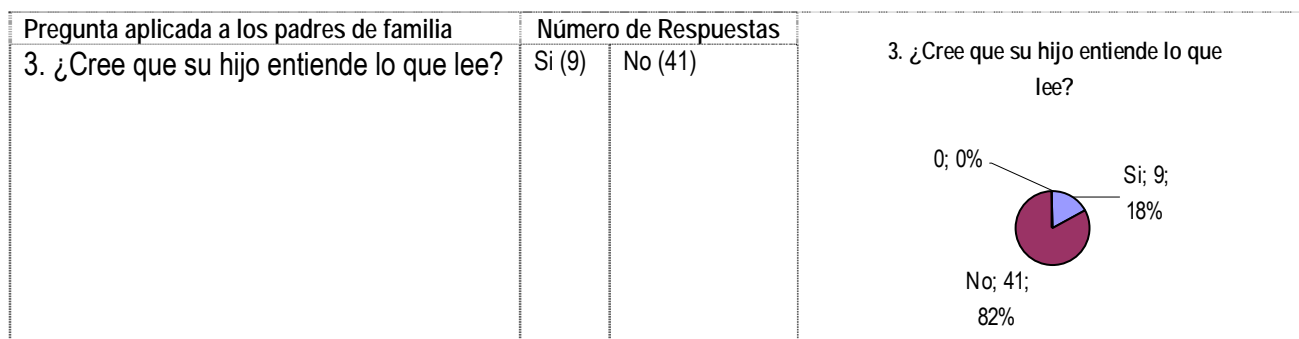 Pregunta aplicada a los padres de familia
Número de Respuestas
3. ¿Cree que su hijo entiende lo que lee?
Si (9)
No (41)
3. ¿Cree que su hijo entiende lo que
lee?
0; 0%
Si; 9;
18%
No; 41;
82%